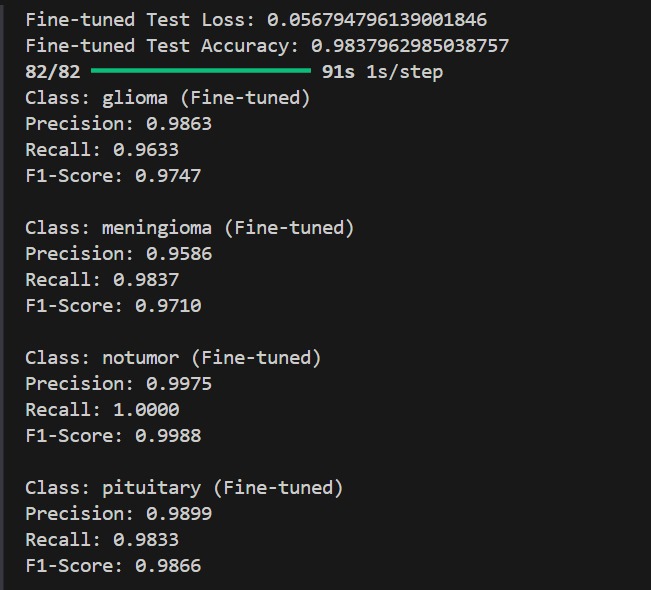 Fine-tuned Test Loss: 0.056794796139001846
Fine-tuned Test Accuracy: 0.9837962985038757
82/82 91s 1s/step
Class: glioma (Fine-tuned)
Precision: 0.9863
Recall: 0.9633
F1-Score: 0.9747
Class: meningioma (Fine-tuned)
Precision: 0.9586
Recall: 0.9837
F1-Score: 0.9710
Class: notumor (Fine-tuned)
Precision: 0.9975
Recall: 1.0000
F1-Score: 0.9988
Class: pituitary (Fine-tuned)
Precision: 0.9899
Recall: 0.9833
F1-Score: 0.9866